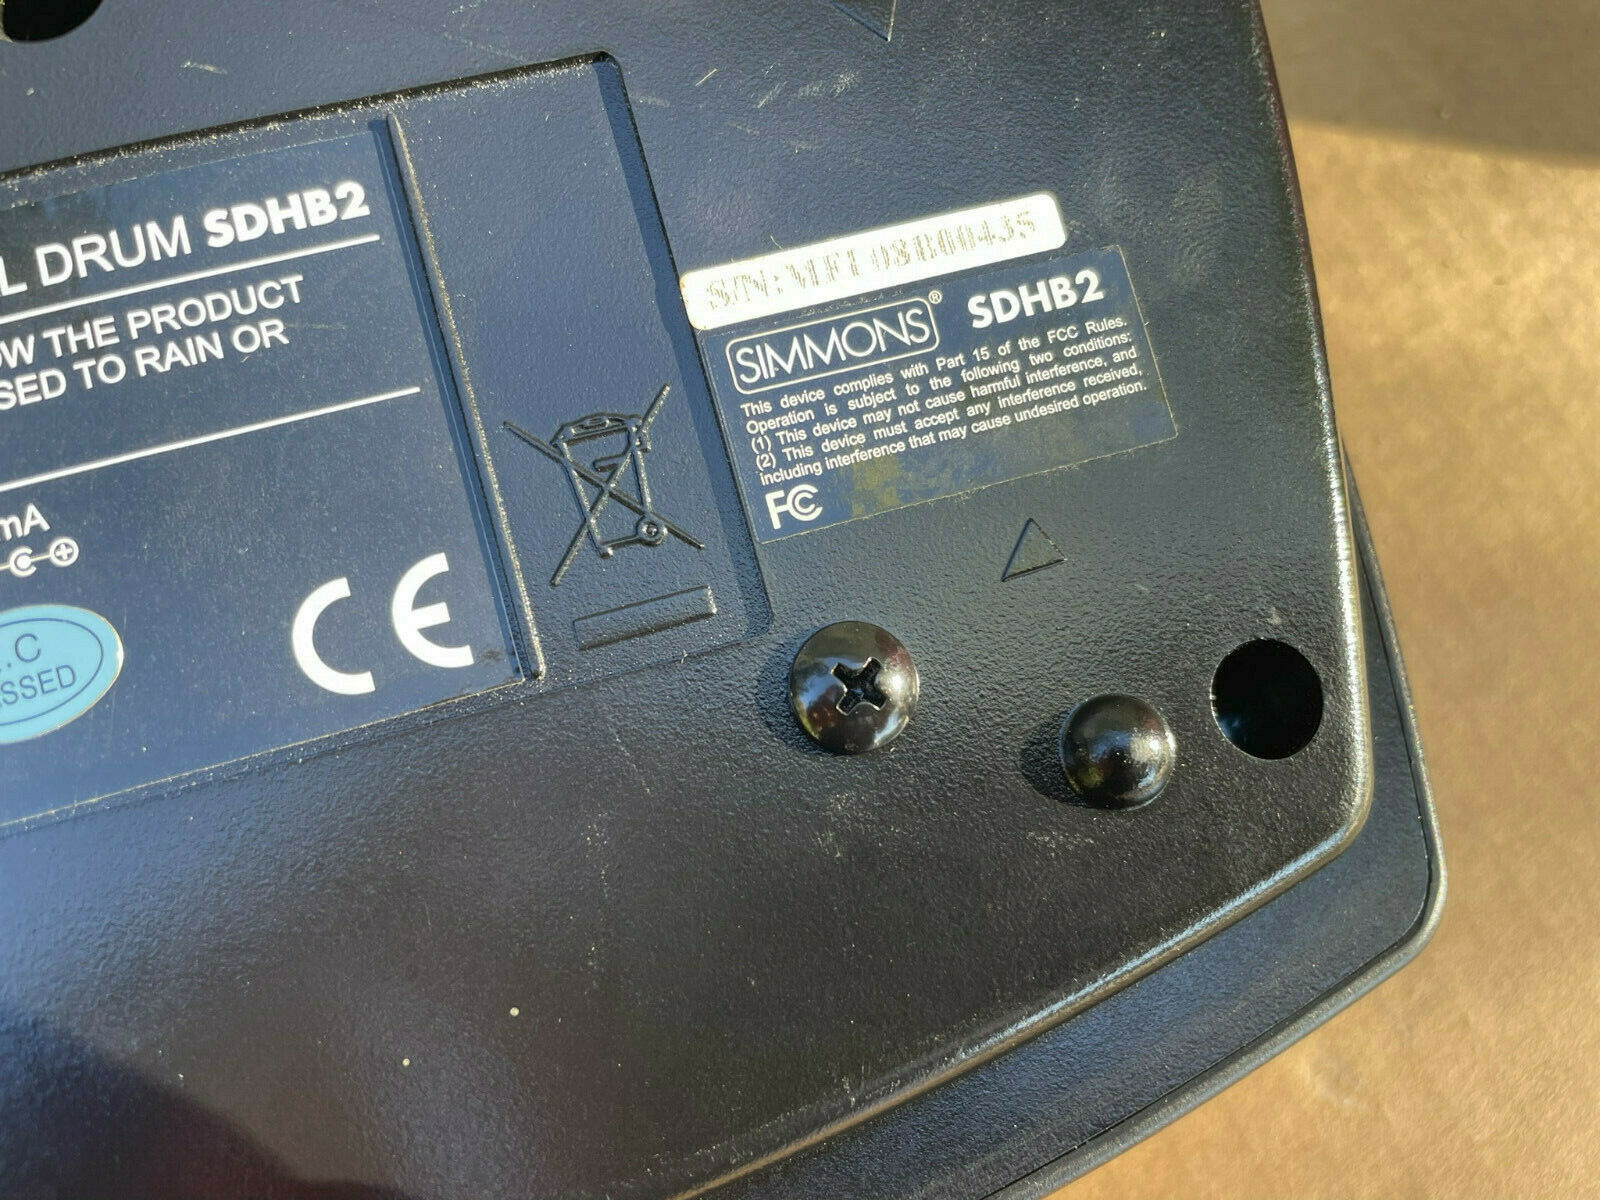 L DRUM SDHB2
OW THE PRODUCT
SED TO RAIN OR
mA
CE
.C
SSED
S/N:
SIMMONS® SDHB2
This device complies with Part 15 of the FCC Rules.
Operation is subject to the following two conditions:
(1) This device may not cause harmful interference, and
(2) This device must accept any interference received,
including interference that may cause undesired operation.
FC